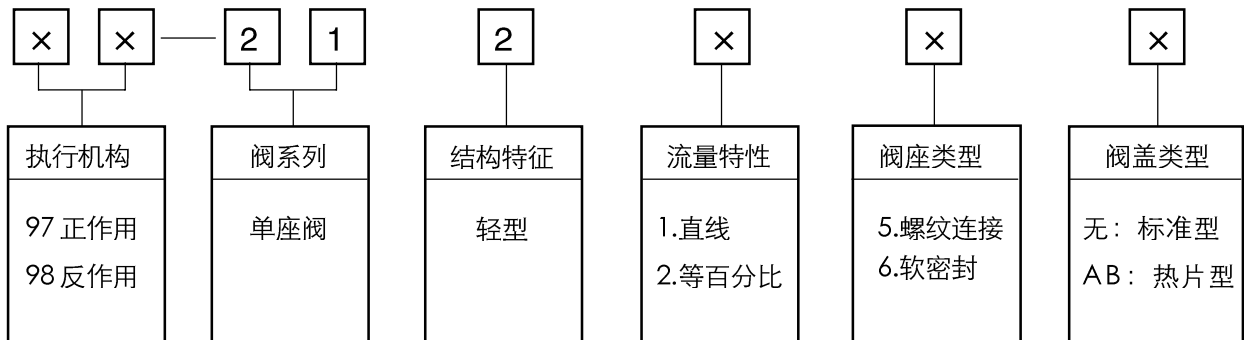 × × — 2 1 2 × × ×
执行机构 阀系列 结构特征 流量特性 阀座类型 阀盖类型
97 正作用 单座阀 轻型 1.直线 5.螺纹连接 无：标准型
98 反作用 2.等百分比 6.软密封 AB：热片型